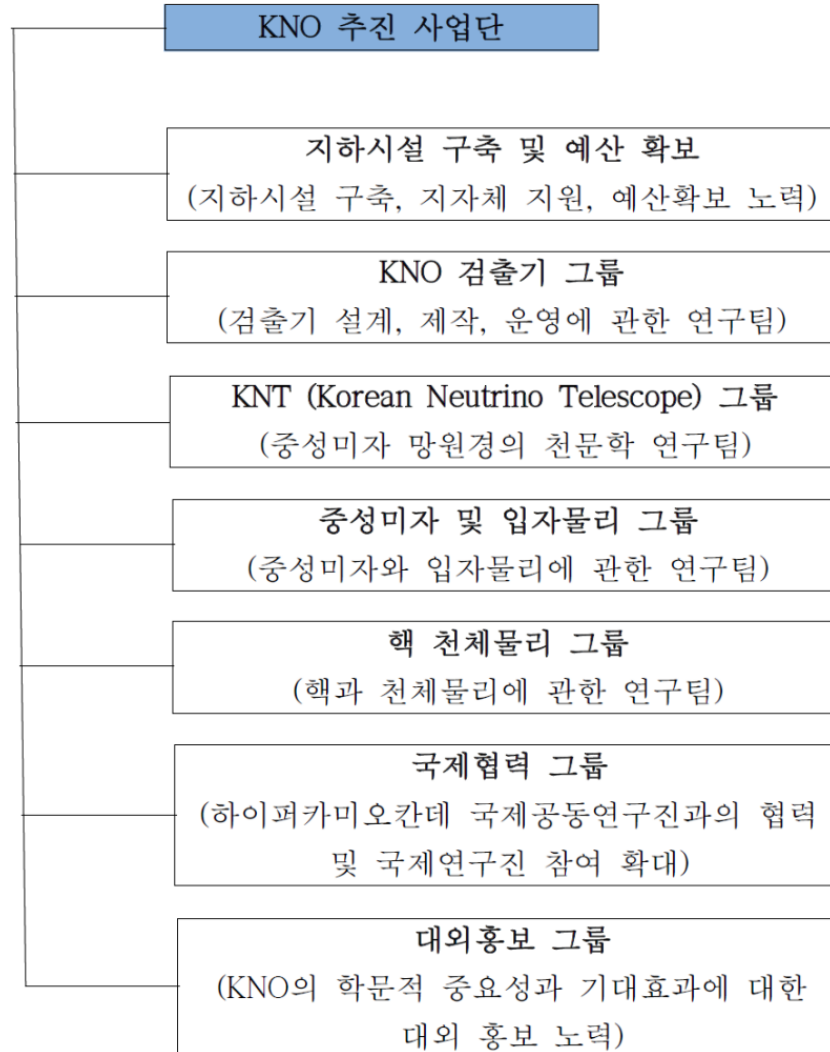 KNO 추진 사업단
지하시설 구축 및 예산 확보
(지하시설 구축, 지자체 지원, 예산확보 노력)
KNO 검출기 그룹
(검출기 설계, 제작, 운영에 관한 연구팀)
KNT (Korean Neutrino Telescope) 그룹
(중성미자 망원경의 천문학 연구팀)
중성미자 및 입자물리 그룹
(중성미자와 입자물리에 관한 연구팀)
핵 천체물리 그룹
(핵과 천체물리에 관한 연구팀)
국제협력 그룹
(하이퍼카미오칸데 국제공동연구진과의 협력
및 국제연구진 참여 확대)
대외홍보 그룹
(KNO의 학문적 중요성과 기대효과에 대한
대외 홍보 노력)